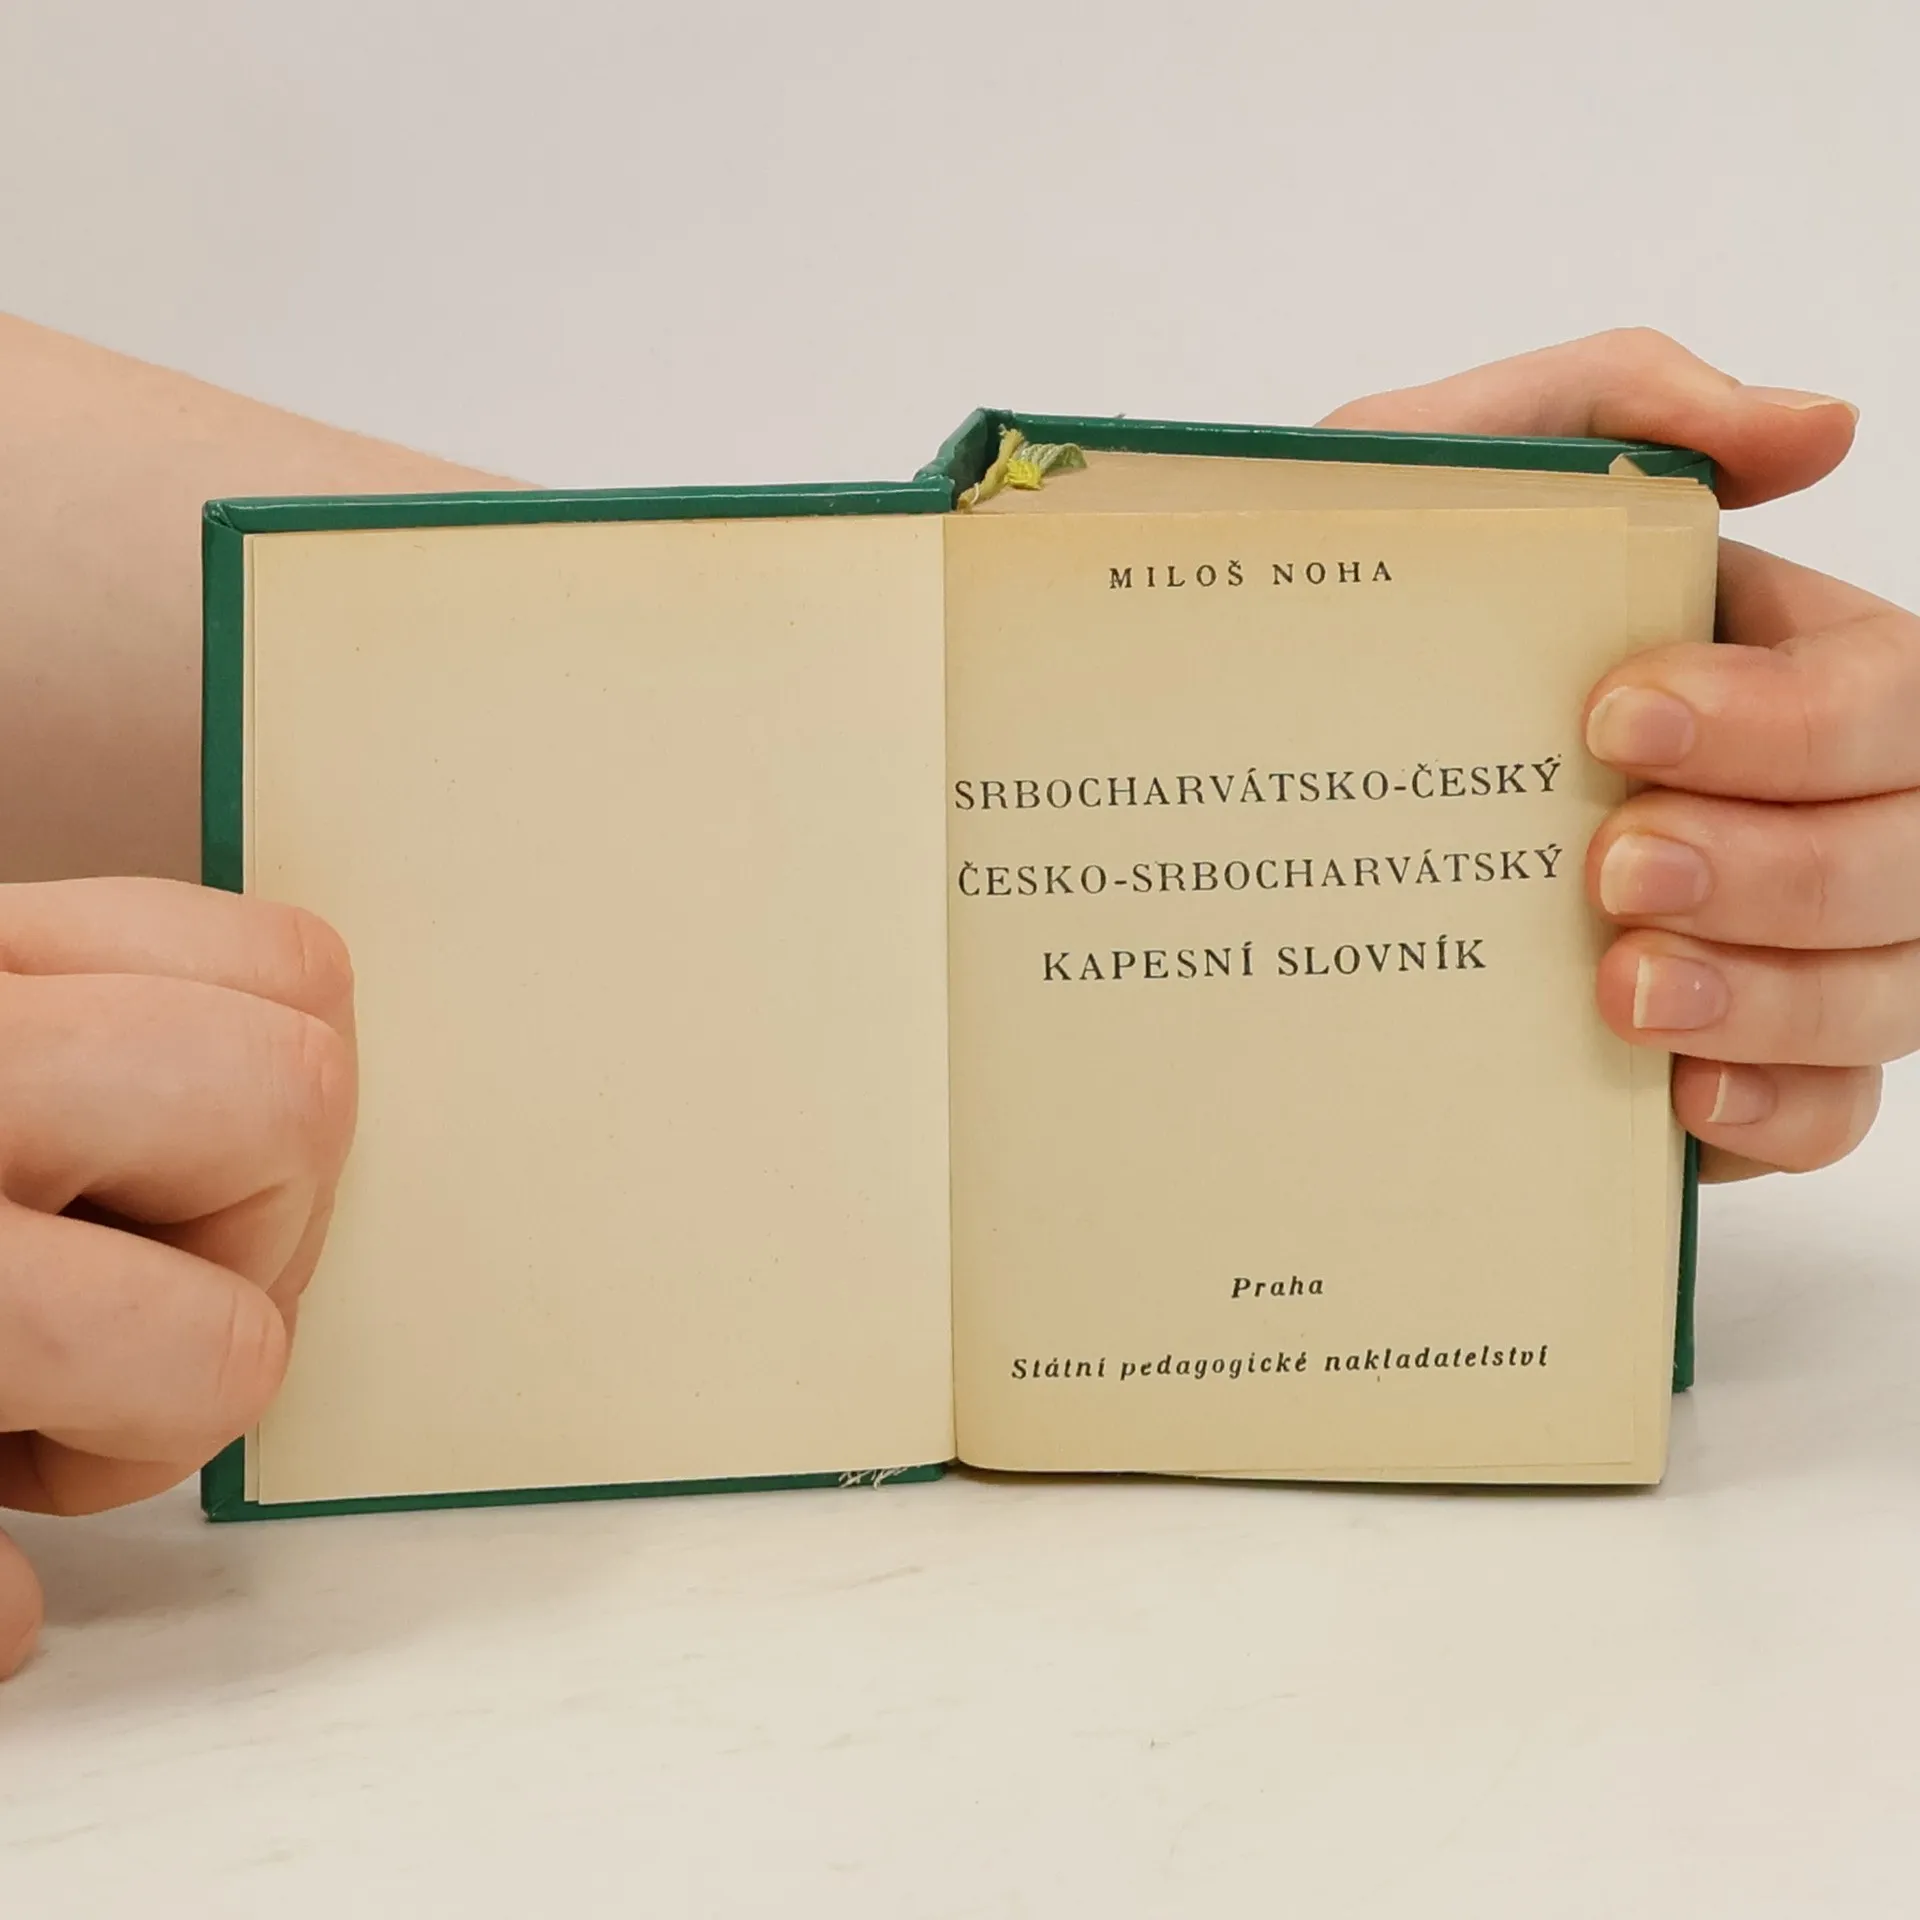 MILOŠ NOHA
SRBOCHARVÁTSKO-ČESKÝ
ČESKO-SRBOCHARVÁTSKÝ
KAPESNÍ SLOVNÍK
Praha
Státní pedagogické nakladatelství